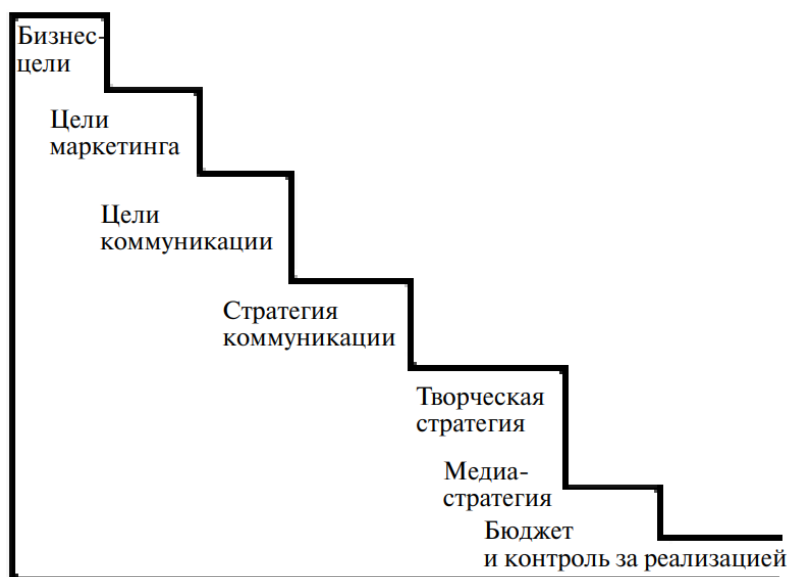 Бизнес-
цели
Цели
маркетинга
Цели
коммуникации
Стратегия
коммуникации
Творческая
стратегия
Медиа-
стратегия
Бюджет
и контроль за реализацией